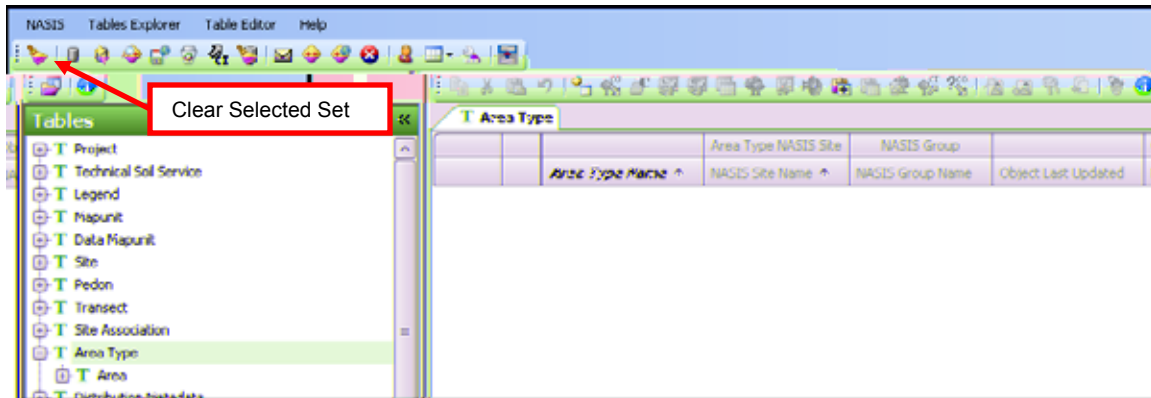 NASIS Tables Explorer Table Editor Help
Clear Selected Set
Tables
Project
Technical Soil Service
Legend
Mapunit
Data Mapunit
Site
Pedon
Transect
Site Association
Area Type
Area
Distribution Metadata
Area Type
Area Type NASIS Site NASIS Group
Area Type Name NASIS Site Name NASIS Group Name Object Last Updated